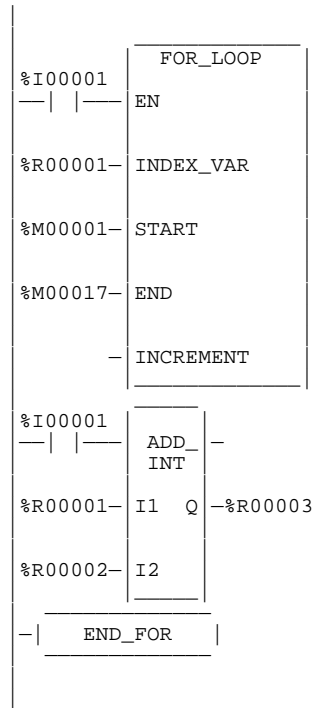 FOR_LOOP
%I00001
EN
%R00001 INDEX_VAR
%M00001 START
%M00017 END
INCREMENT
%I00001
ADD_
INT
%R00001 I1 Q %R00003
%R00002 I2
END_FOR